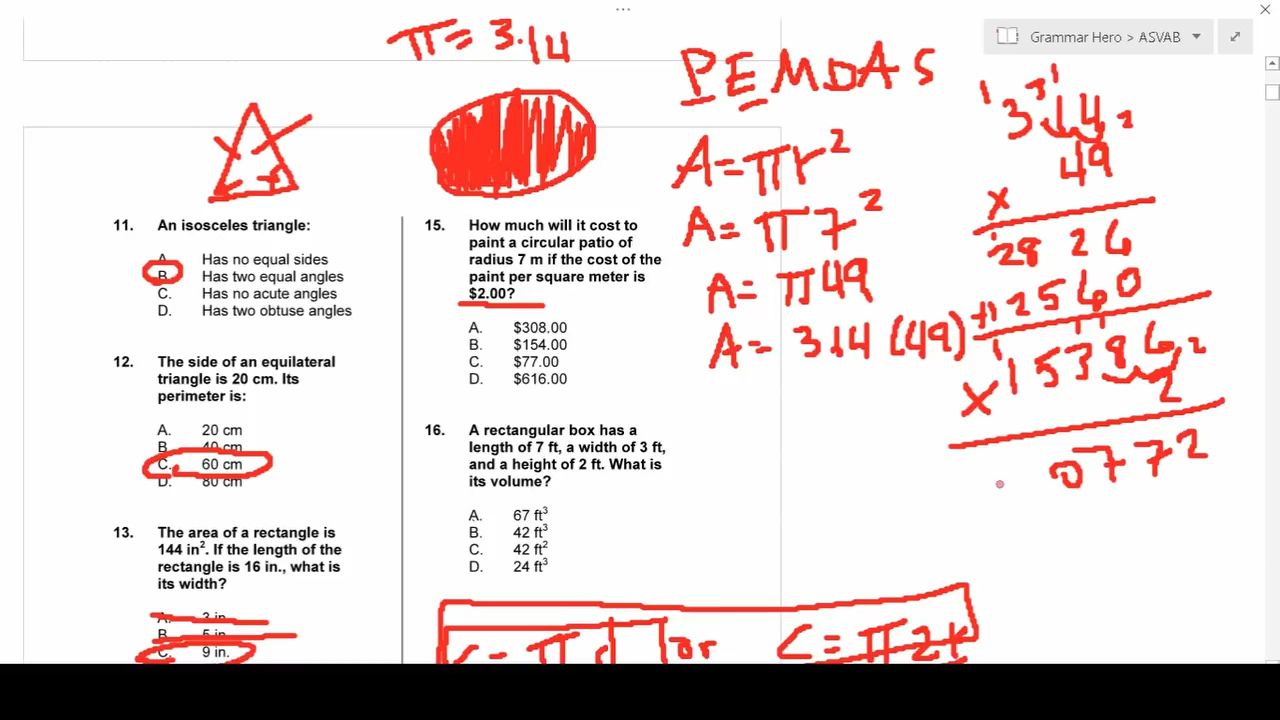 π = 3.14
Grammar Hero > ASVAB
PEMDAS
A = πr²
A = π7²
A = π49
A = 3.14 (49)
1 3 1
3.14 2
49
×
2826
+ 12560
15386 2
× 2
0772
11. An isosceles triangle:
A. Has no equal sides
B. Has two equal angles
C. Has no acute angles
D. Has two obtuse angles
12. The side of an equilateral
triangle is 20 cm. Its
perimeter is:
A. 20 cm
B. 40 cm
C. 60 cm
D. 80 cm
13. The area of a rectangle is
144 in². If the length of the
rectangle is 16 in., what is
its width?
A. 3 in.
B. 5 in.
C. 9 in.
15. How much will it cost to
paint a circular patio of
radius 7 m if the cost of the
paint per square meter is
$2.00?
A. $308.00
B. $154.00
C. $77.00
D. $616.00
16. A rectangular box has a
length of 7 ft, a width of 3 ft,
and a height of 2 ft. What is
its volume?
A. 67 ft³
B. 42 ft³
C. 42 ft²
D. 24 ft³
C = πd or C = π2r